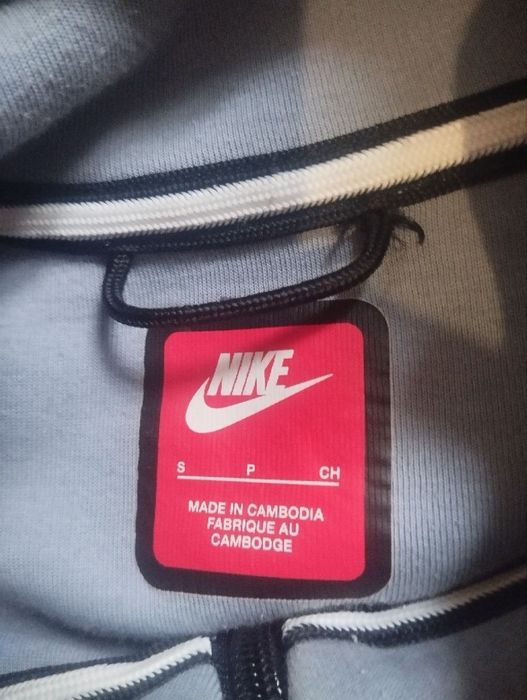 NIKE
S P CH
MADE IN CAMBODIA
FABRIQUE AU
CAMBODGE